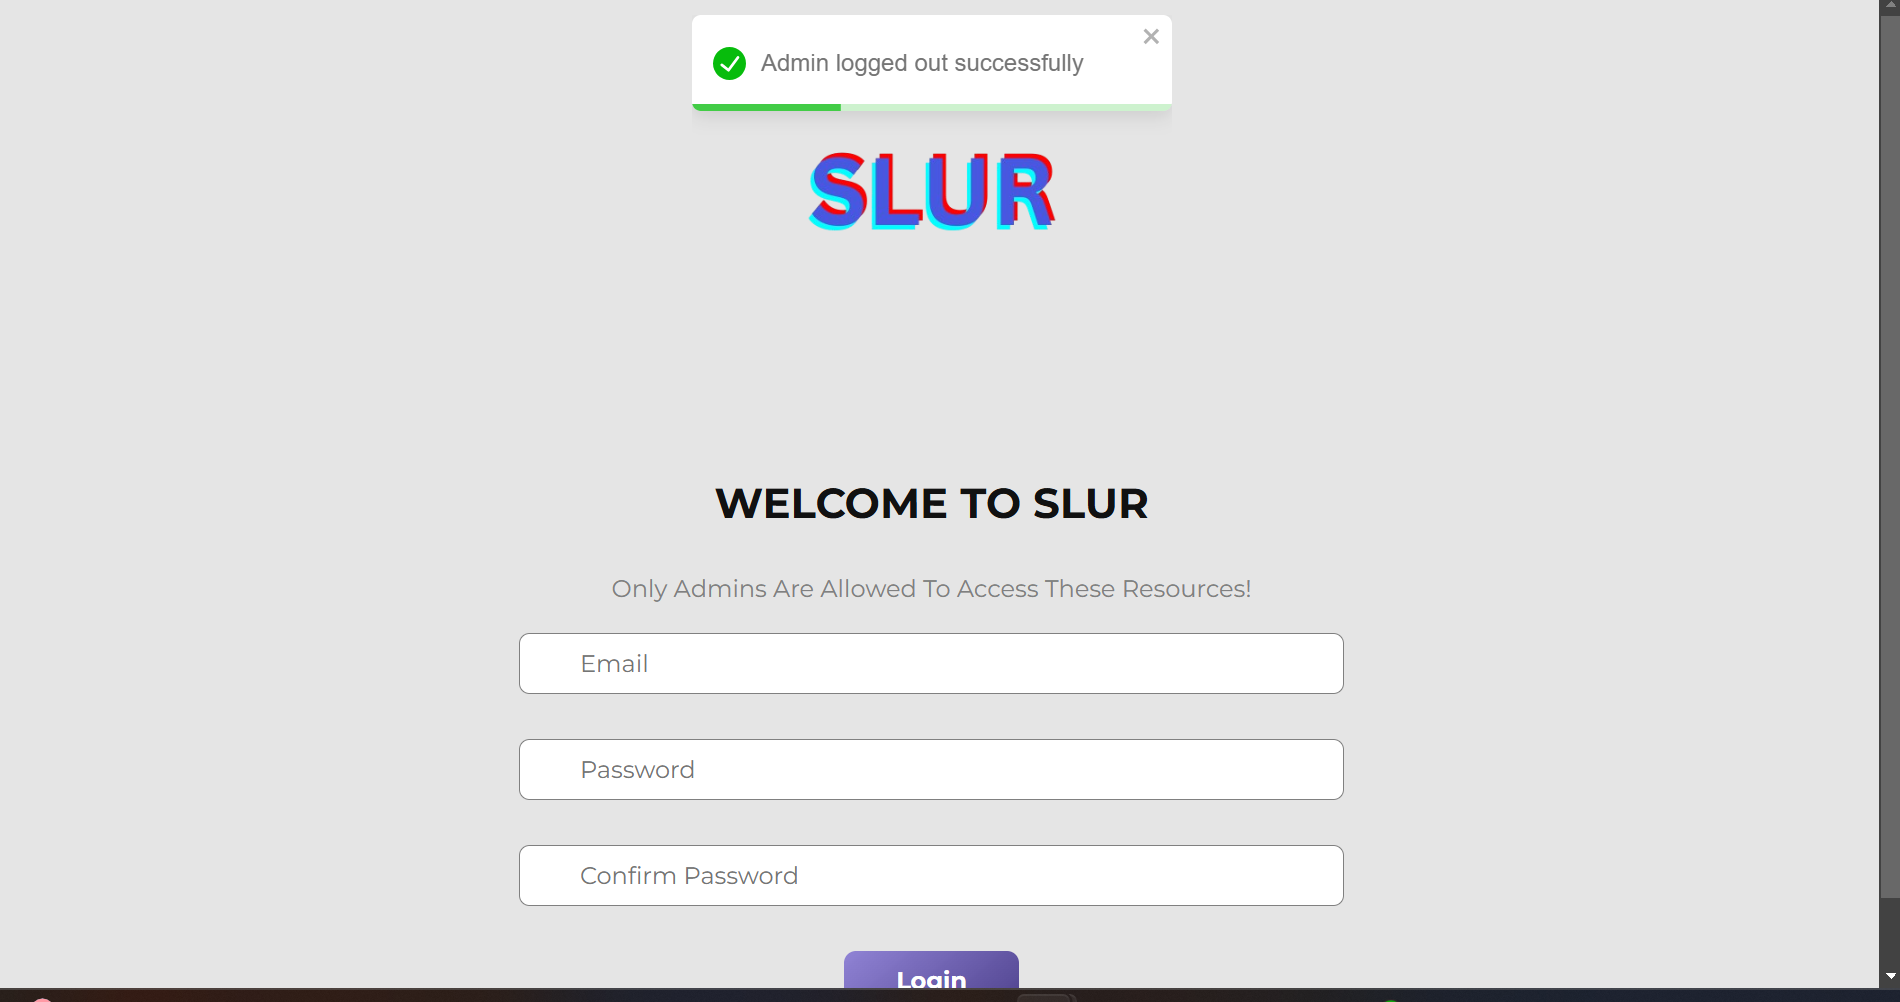 Admin logged out successfully
SLUR
WELCOME TO SLUR
Only Admins Are Allowed To Access These Resources!
Email
Password
Confirm Password
Login